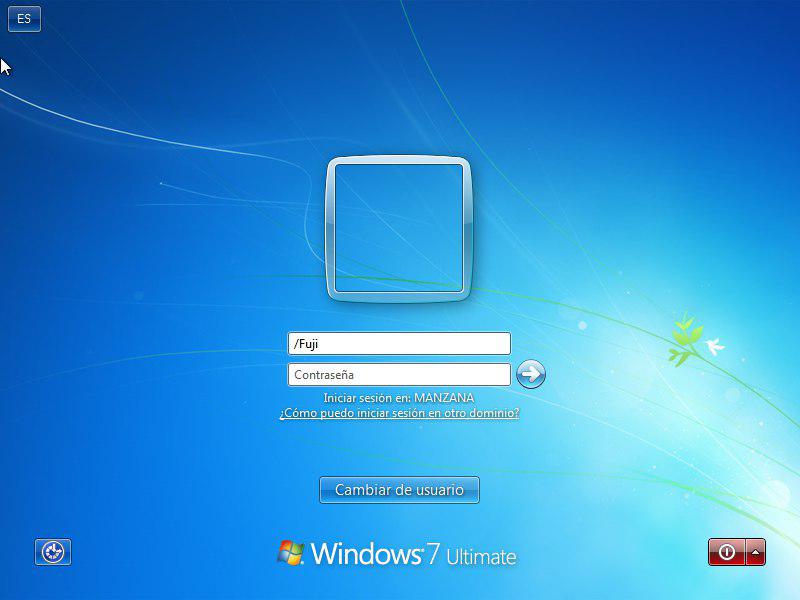 ES
/Fuji
Contraseña
Iniciar sesión en: MANZANA
¿Cómo puedo iniciar sesión en otro dominio?
Cambiar de usuario
Windows 7 Ultimate